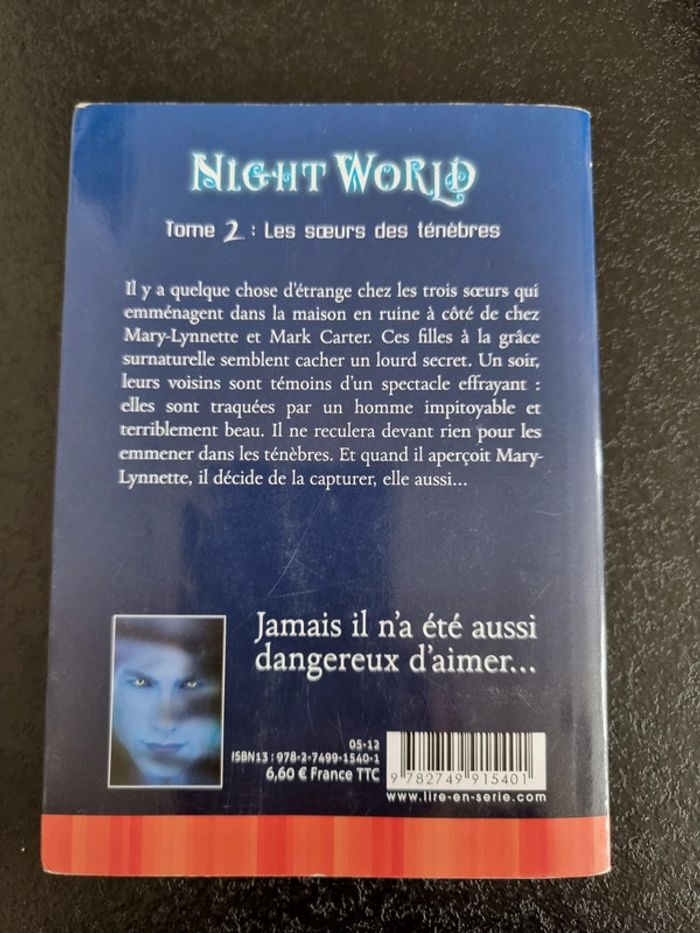 NIGHT WORLD
Tome 2 : Les sœurs des ténèbres
Il y a quelque chose d'étrange chez les trois sœurs qui
emménagent dans la maison en ruine à côté de chez
Mary-Lynnette et Mark Carter. Ces filles à la grâce
surnaturelle semblent cacher un lourd secret. Un soir,
leurs voisins sont témoins d'un spectacle effrayant :
elles sont traquées par un homme impitoyable et
terriblement beau. Il ne reculera devant rien pour les
emmener dans les ténèbres. Et quand il aperçoit Mary-
Lynnette, il décide de la capturer, elle aussi...
Jamais il n'a été aussi
dangereux d'aimer...
05-12
ISBN13 : 978-2-7499-1540-1
6,60 € France TTC
9 782749 915401
www.lire-en-serie.com